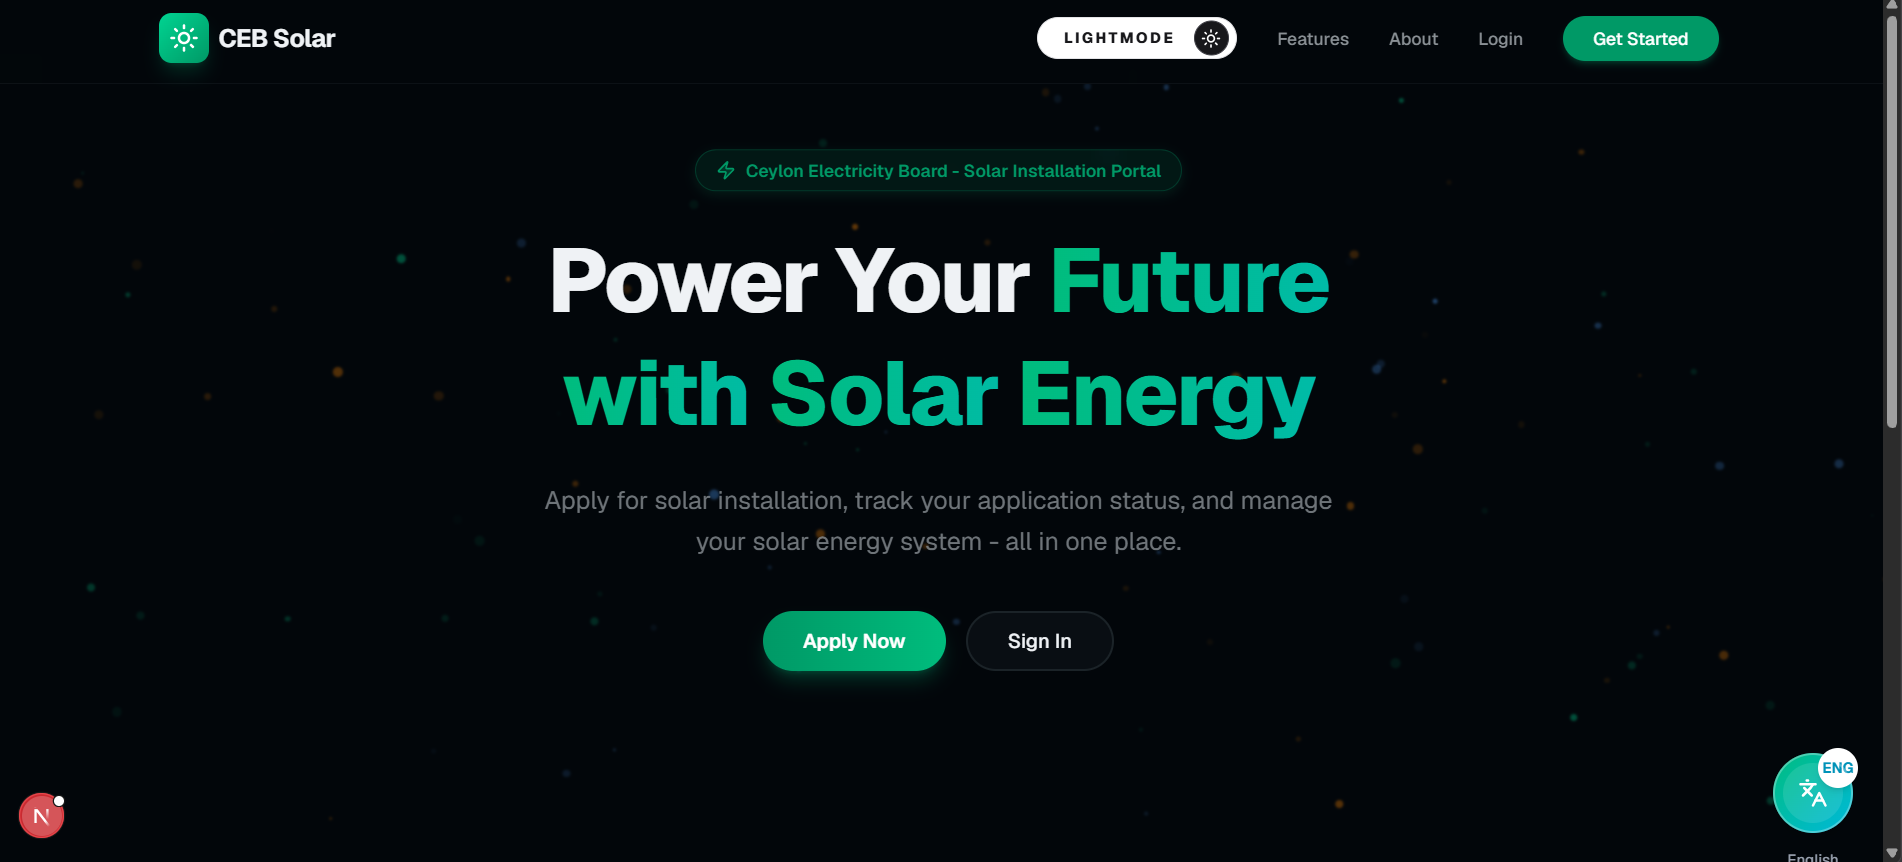 CEB Solar
LIGHTMODE
Features
About
Login
Get Started
Ceylon Electricity Board - Solar Installation Portal
Power Your Future
with Solar Energy
Apply for solar installation, track your application status, and manage
your solar energy system - all in one place.
Apply Now
Sign In
N
ENG
English